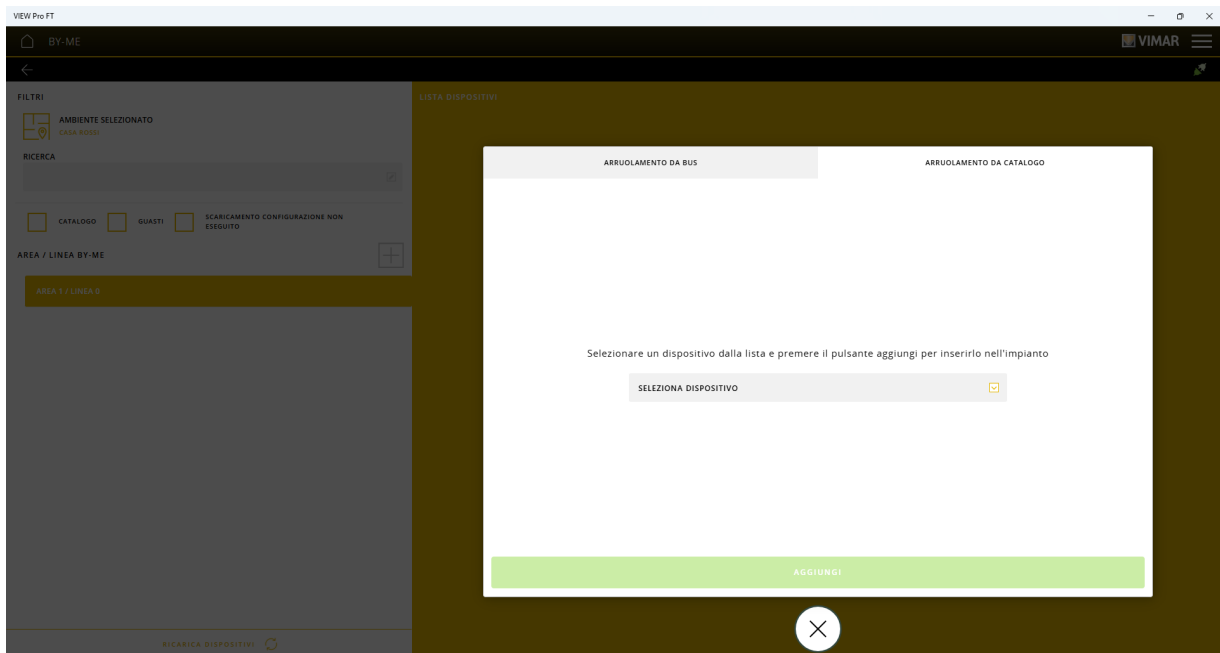 VIEW Pro FT
BY-ME
VIMAR
FILTRI
LISTA DISPOSITIVI
AMBIENTE SELEZIONATO
CASA ROSSI
RICERCA
CATALOGO
GUASTI
SCARICAMENTO CONFIGURAZIONE NON
ESEGUITO
AREA / LINEA BY-ME
AREA 1 / LINEA 0
ARRUOLAMENTO DA BUS
ARRUOLAMENTO DA CATALOGO
Selezionare un dispositivo dalla lista e premere il pulsante aggiungi per inserirlo nell'impianto
SELEZIONA DISPOSITIVO
AGGIUNGI
RICARICA DISPOSITIVI